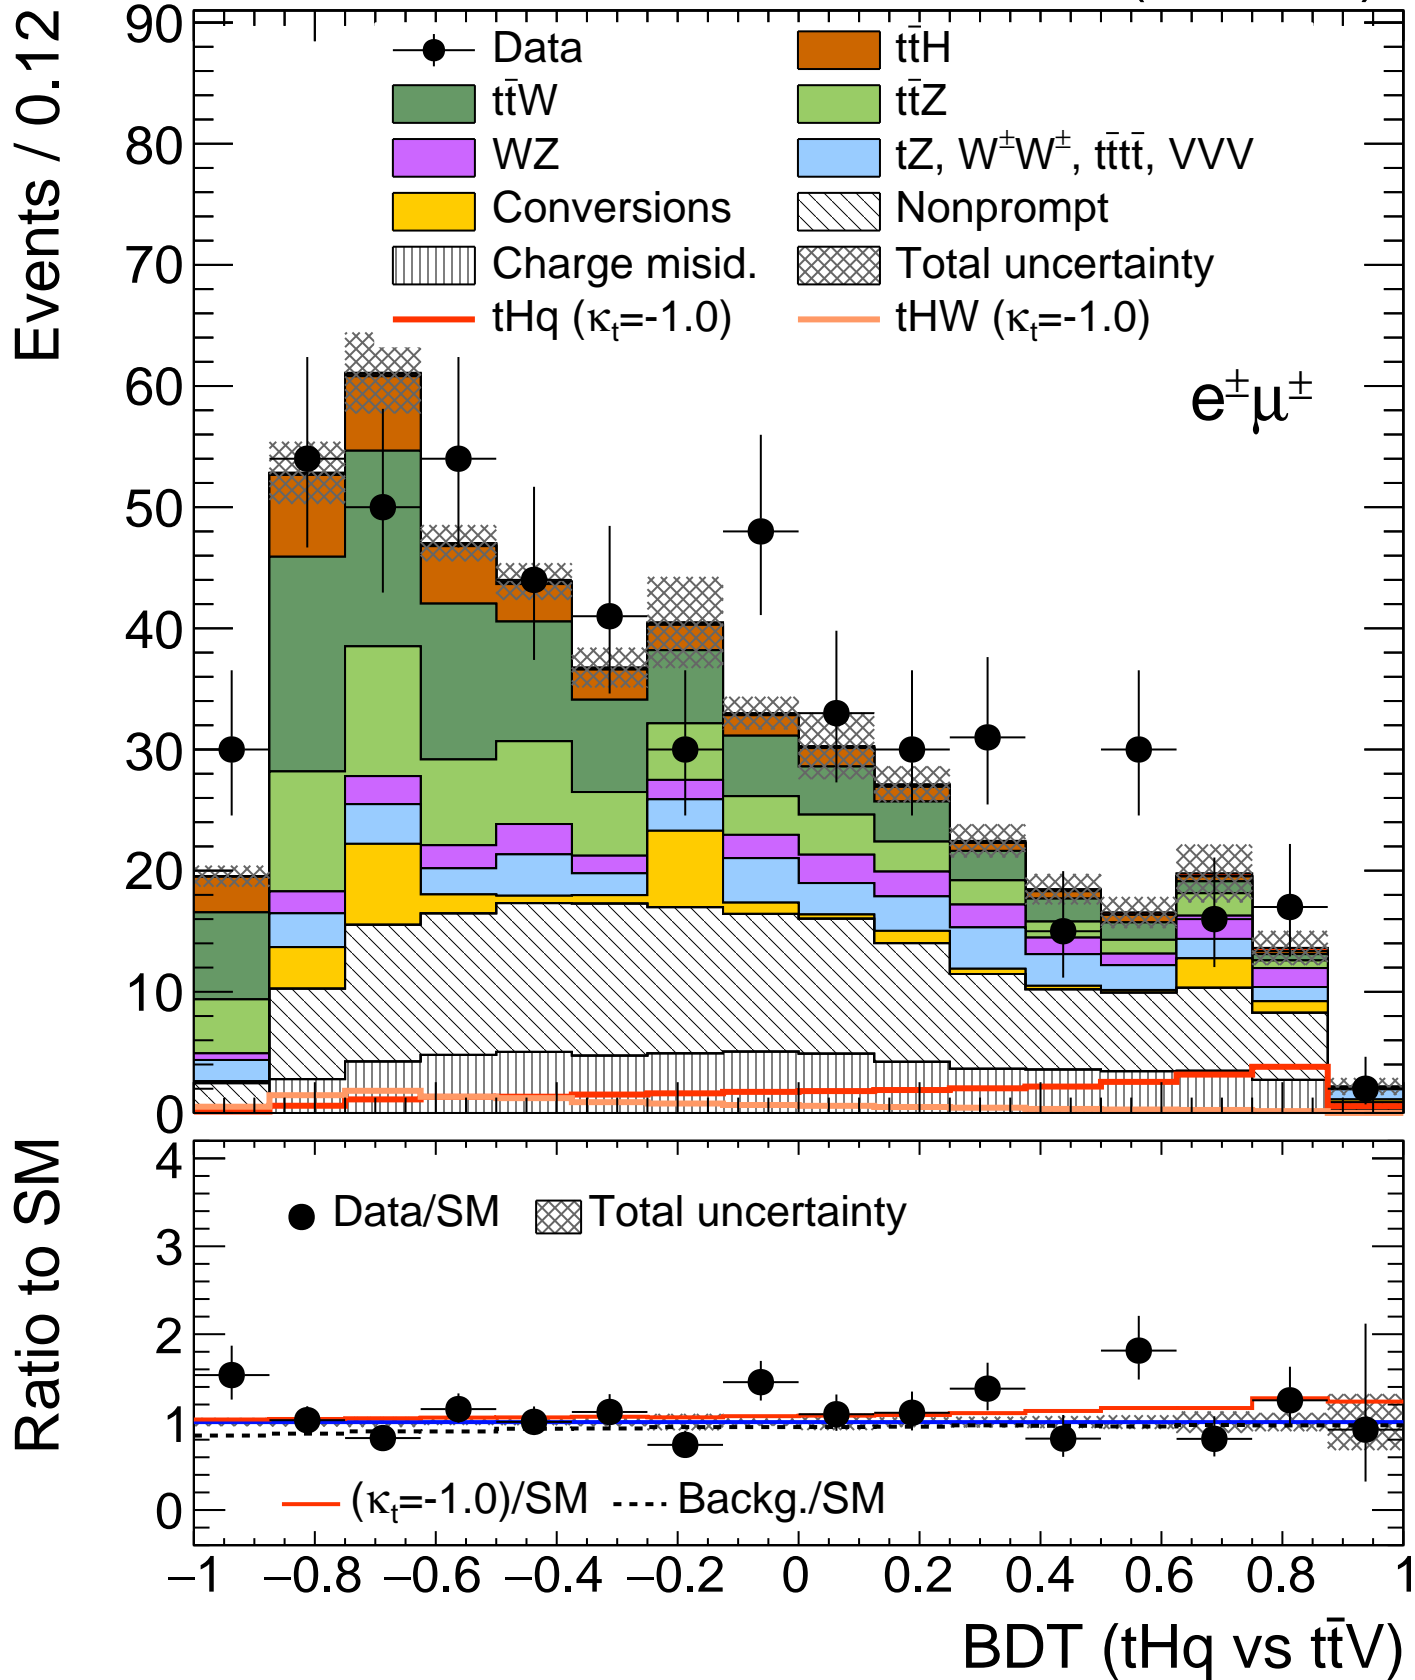 Events / 0.12
90
80
70
60
50
40
30
20
10
0
Data
tt̄H
tt̄W
tt̄Z
WZ
tZ, W±W±, tt̄tt̄, VVV
Conversions
Nonprompt
Charge misid.
Total uncertainty
tHq (κt=-1.0)
tHW (κt=-1.0)
e±μ±
Ratio to SM
4
3
2
1
0
Data/SM
Total uncertainty
(κt=-1.0)/SM
Backg./SM
−1 −0.8 −0.6 −0.4 −0.2 0 0.2 0.4 0.6 0.8 1
BDT (tHq vs tt̄V)